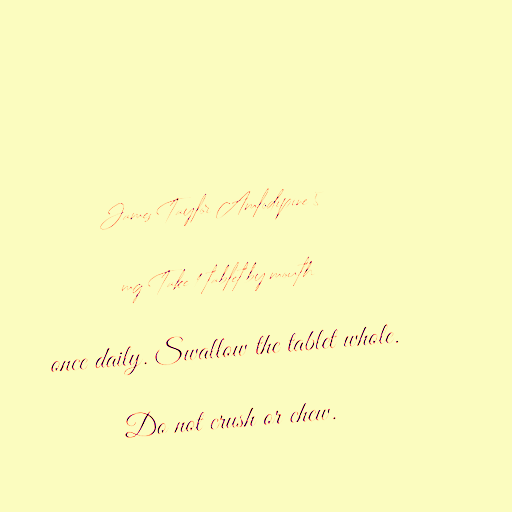 James Taylor Amlodipine 5
mg Take 1 tablet by mouth
once daily. Swallow the tablet whole.
Do not crush or chew.